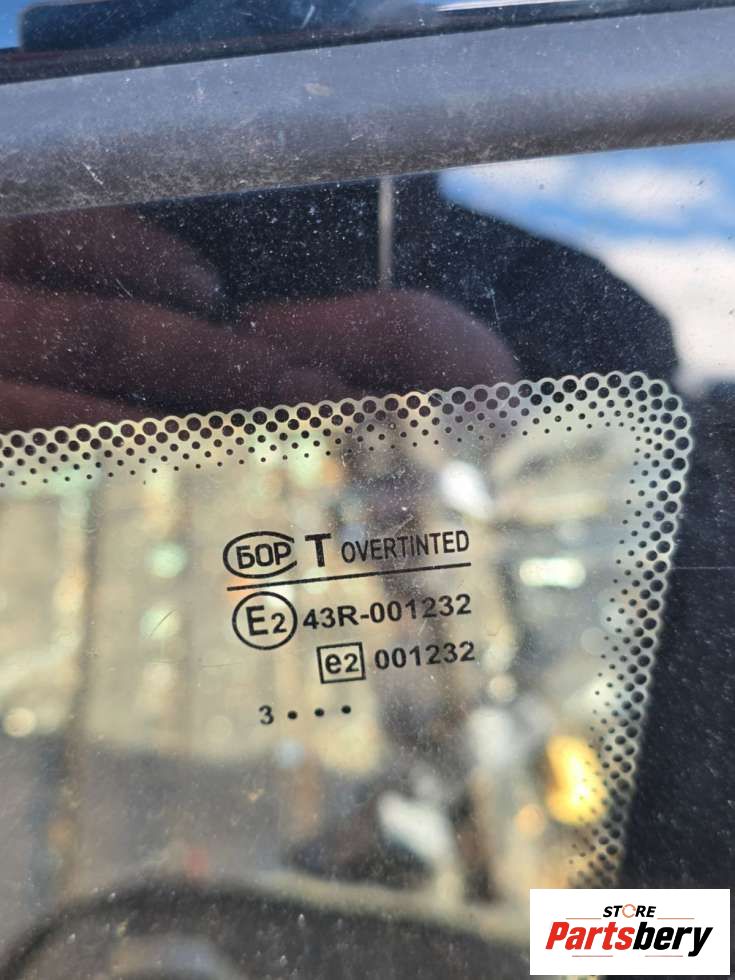 БОР T OVERTINTED
E2 43R-001232
e2 001232
3 • • •
STORE
Partsbery